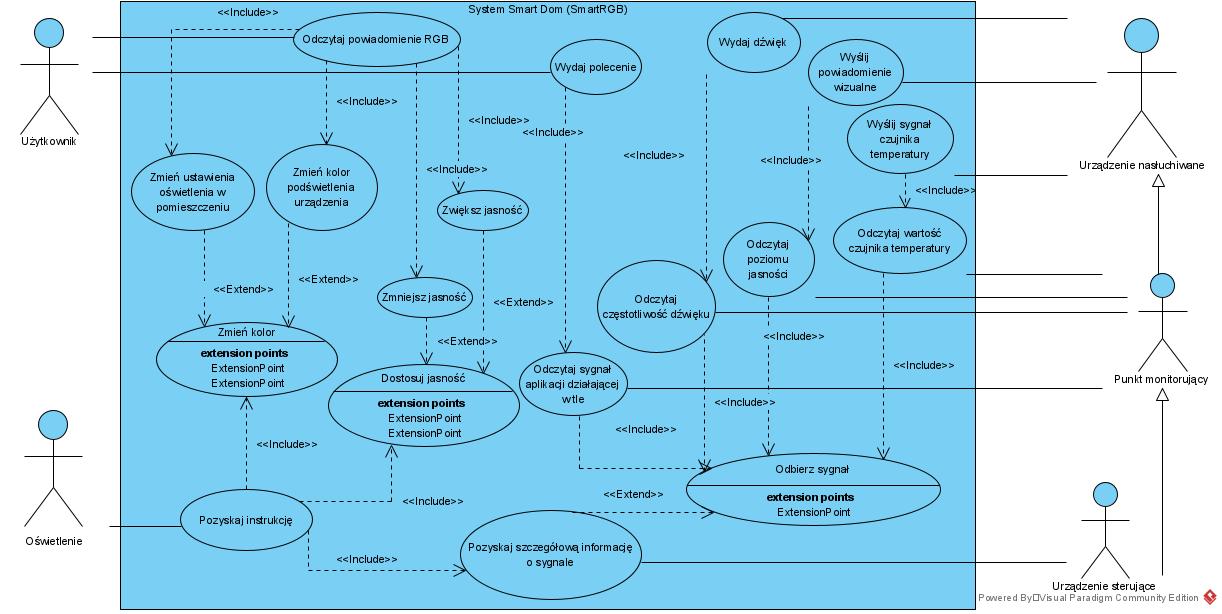 System Smart Dom (SmartRGB)
<<Include>>
Odczytaj powiadomienie RGB
Wydaj dźwięk
Wydaj polecenie
Wyślij
powiadomienie
wizualne
<<Include>>
<<Include>>
<<Include>>
Wyślij sygnał
czujnika
temperatury
Użytkownik
<<Include>>
<<Include>>
<<Include>>
Urządzenie nasłuchiwane
Zmień ustawienia
oświetlenia w
pomieszczeniu
Zmień kolor
podświetlenia
urządzenia
<<Include>>
Zwiększ jasność
Odczytaj
poziomu
jasności
Odczytaj wartość
czujnika temperatury
<<Extend>>
<<Extend>>
Zmniejsz jasność
<<Extend>>
Odczytaj
częstotliwość dźwięku
Zmień kolor
extension points
ExtensionPoint
ExtensionPoint
<<Extend>>
<<Include>>
<<Include>>
Dostosuj jasność
extension points
ExtensionPoint
ExtensionPoint
Odczytaj sygnał
aplikacji działającej
w tle
Punkt monitorujący
<<Include>>
<<Include>>
<<Include>>
Odbierz sygnał
extension points
ExtensionPoint
<<Include>>
<<Extend>>
Pozyskaj instrukcję
Oświetlenie
<<Include>>
Pozyskaj szczegółową informację
o sygnale
Urządzenie sterujące
Powered By Visual Paradigm Community Edition